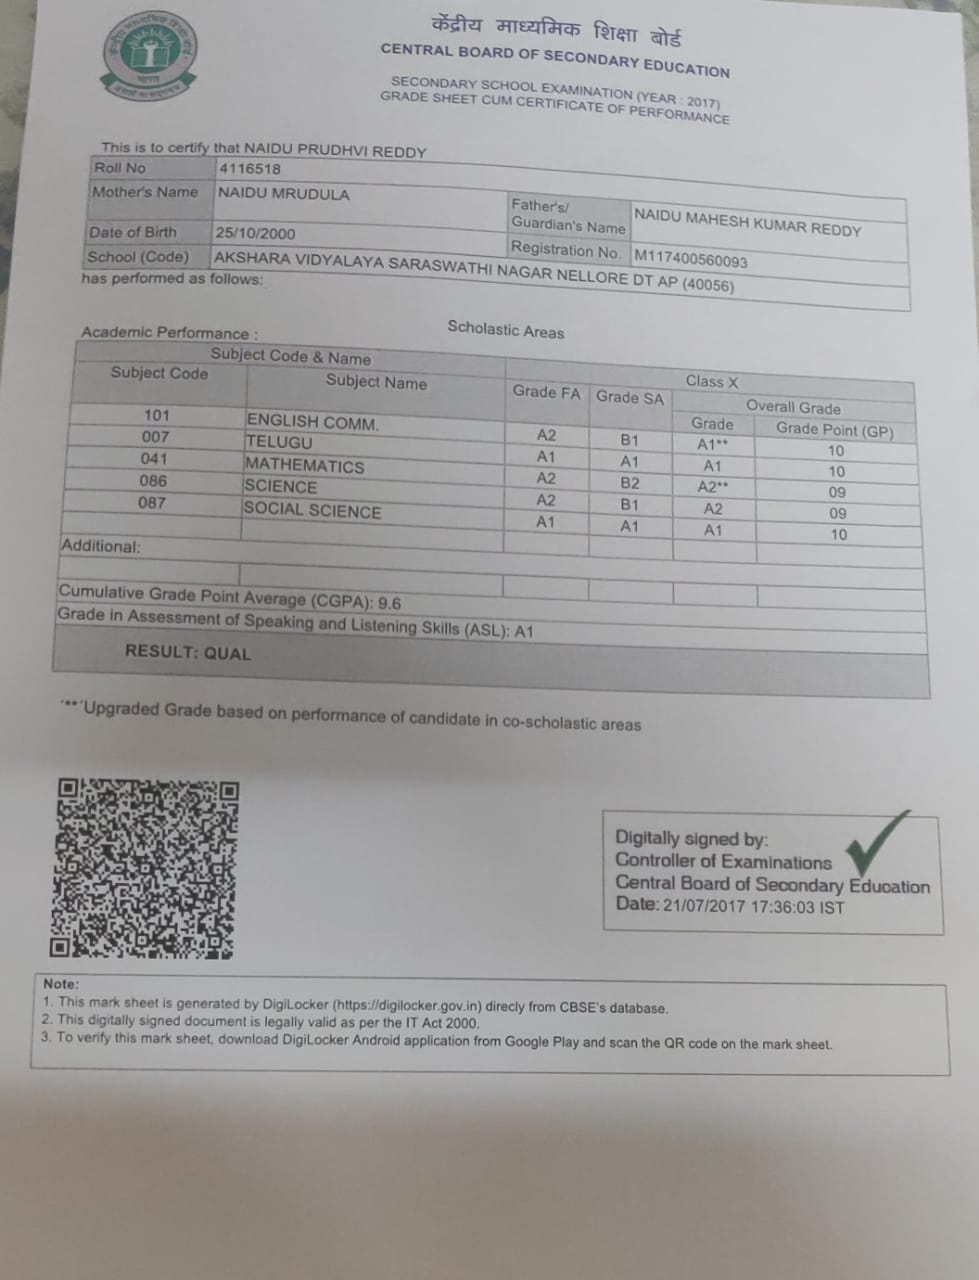 केंद्रीय माध्यमिक शिक्षा बोर्ड
CENTRAL BOARD OF SECONDARY EDUCATION
SECONDARY SCHOOL EXAMINATION (YEAR : 2017)
GRADE SHEET CUM CERTIFICATE OF PERFORMANCE
भारत
This is to certify that NAIDU PRUDHVI REDDY
Roll No 4116518
Mother's Name NAIDU MRUDULA Father's/ Guardian's Name NAIDU MAHESH KUMAR REDDY
Date of Birth 25/10/2000 Registration No. M117400560093
School (Code) AKSHARA VIDYALAYA SARASWATHI NAGAR NELLORE DT AP (40056)
has performed as follows:
Scholastic Areas
Academic Performance :
Subject Code & Name Class X
Subject Code Subject Name Grade FA Grade SA Overall Grade
Grade Grade Point (GP)
101 ENGLISH COMM. A2 B1 A1** 10
007 TELUGU A1 A1 A1 10
041 MATHEMATICS A2 B2 A2** 09
086 SCIENCE A2 B1 A2 09
087 SOCIAL SCIENCE A1 A1 A1 10
Additional:
Cumulative Grade Point Average (CGPA): 9.6
Grade in Assessment of Speaking and Listening Skills (ASL): A1
RESULT: QUAL
'**'Upgraded Grade based on performance of candidate in co-scholastic areas
Digitally signed by:
Controller of Examinations
Central Board of Secondary Education
Date: 21/07/2017 17:36:03 IST
Note:
1. This mark sheet is generated by DigiLocker (https://digilocker.gov.in) direcly from CBSE's database.
2. This digitally signed document is legally valid as per the IT Act 2000.
3. To verify this mark sheet, download DigiLocker Android application from Google Play and scan the QR code on the mark sheet.